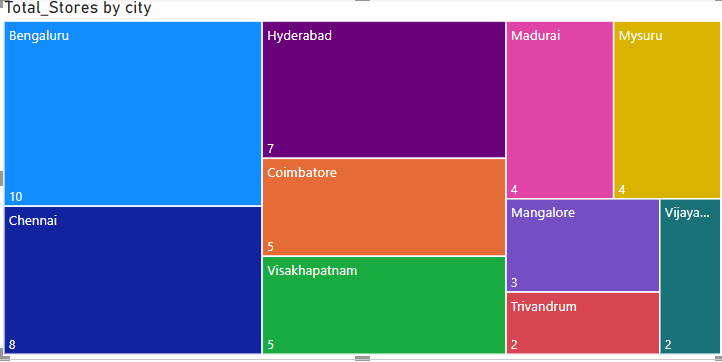 Total_Stores by city
Bengaluru
10
Chennai
8
Hyderabad
7
Coimbatore
5
Visakhapatnam
5
Madurai
4
Mysuru
4
Mangalore
3
Trivandrum
2
Vijaya...
2